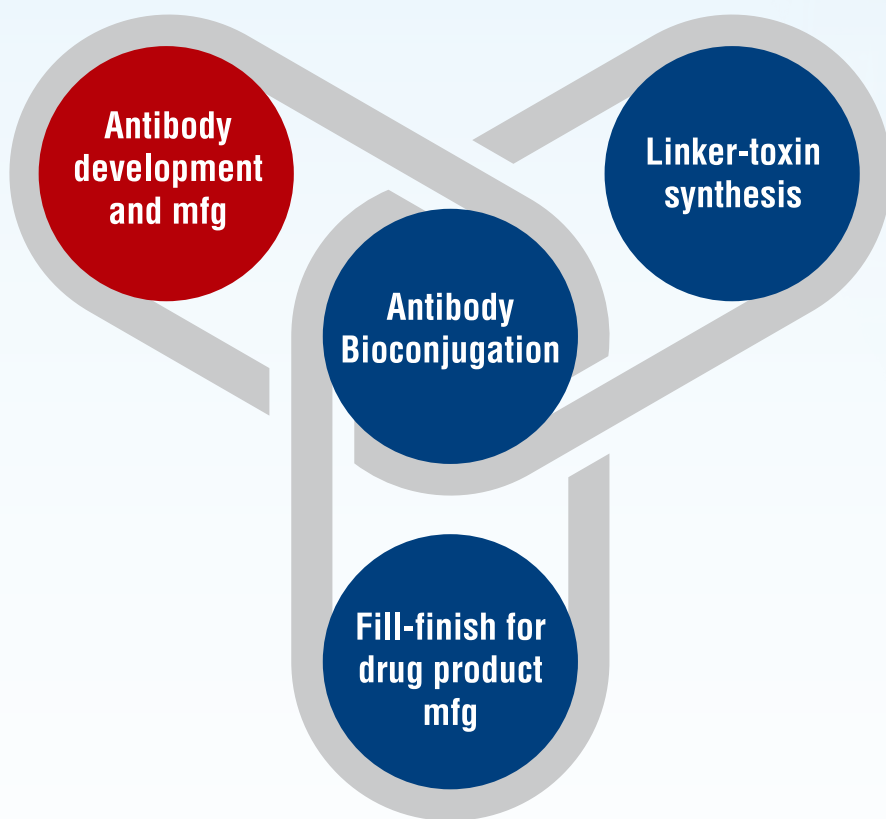 Antibody
development
and mfg
Linker-toxin
synthesis
Antibody
Bioconjugation
Fill-finish for
drug product
mfg